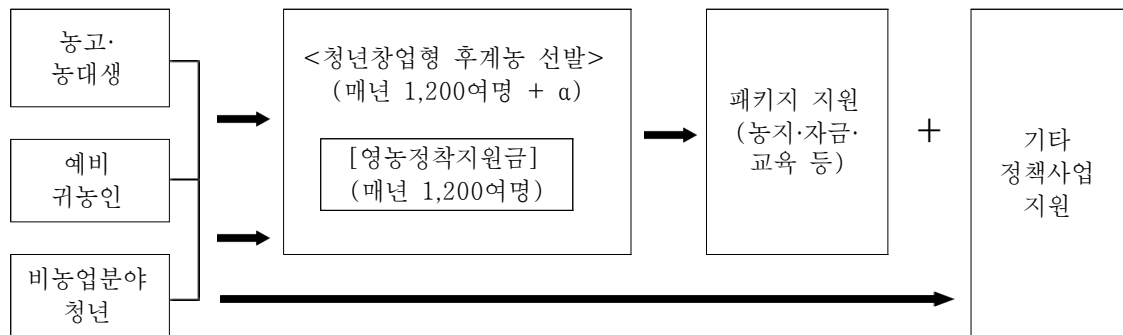 농고·
농대생
예비
귀농인
비농업분야
청년
<청년창업형 후계농 선발>
(매년 1,200여명 + α)
[영농정착지원금]
(매년 1,200여명)
패키지 지원
(농지·자금·
교육 등)
+
기타
정책사업
지원